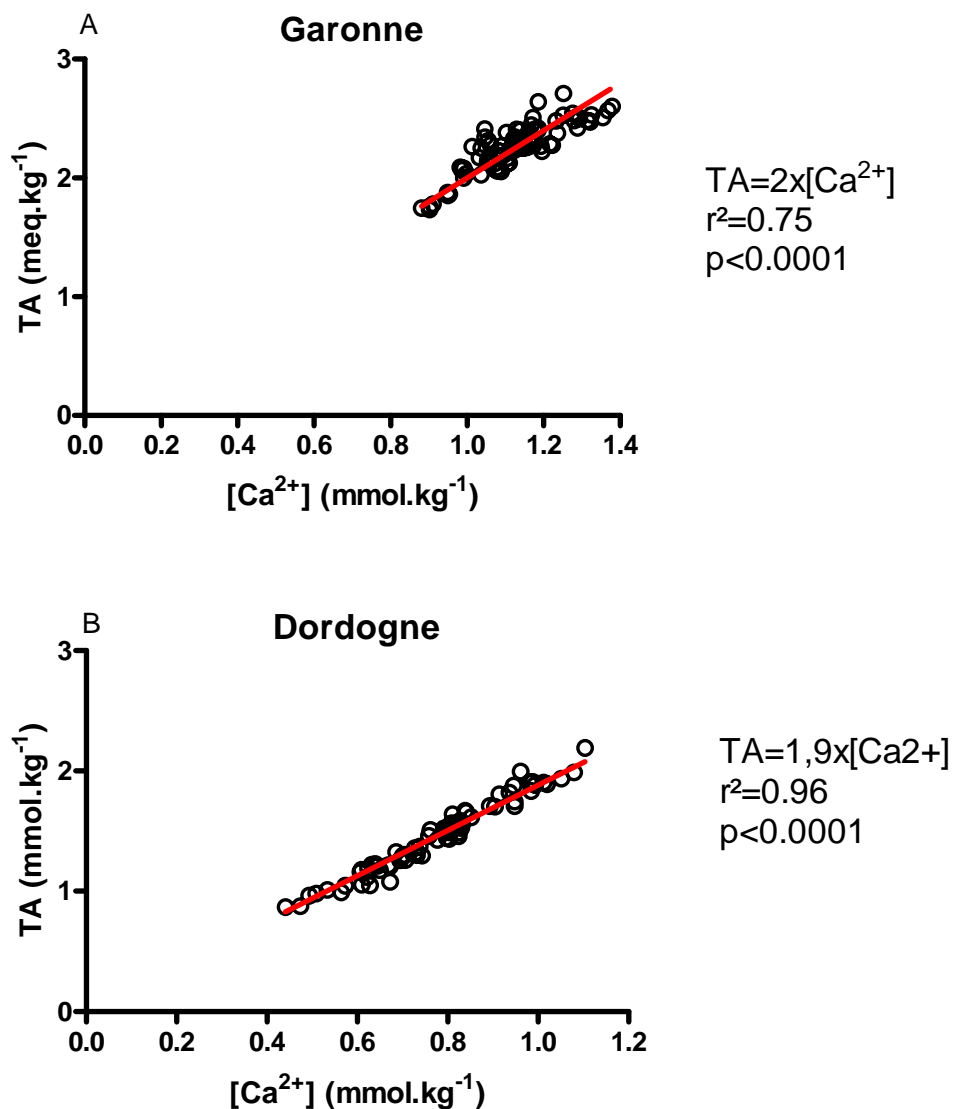 A
Garonne
3
2
1
0
TA (meq.kg⁻¹)
0.0 0.2 0.4 0.6 0.8 1.0 1.2 1.4
[Ca²⁺] (mmol.kg⁻¹)
TA=2x[Ca²⁺]
r²=0.75
p<0.0001
B
Dordogne
3
2
1
0
TA (mmol.kg⁻¹)
0.0 0.2 0.4 0.6 0.8 1.0 1.2
[Ca²⁺] (mmol.kg⁻¹)
TA=1,9x[Ca2+]
r²=0.96
p<0.0001